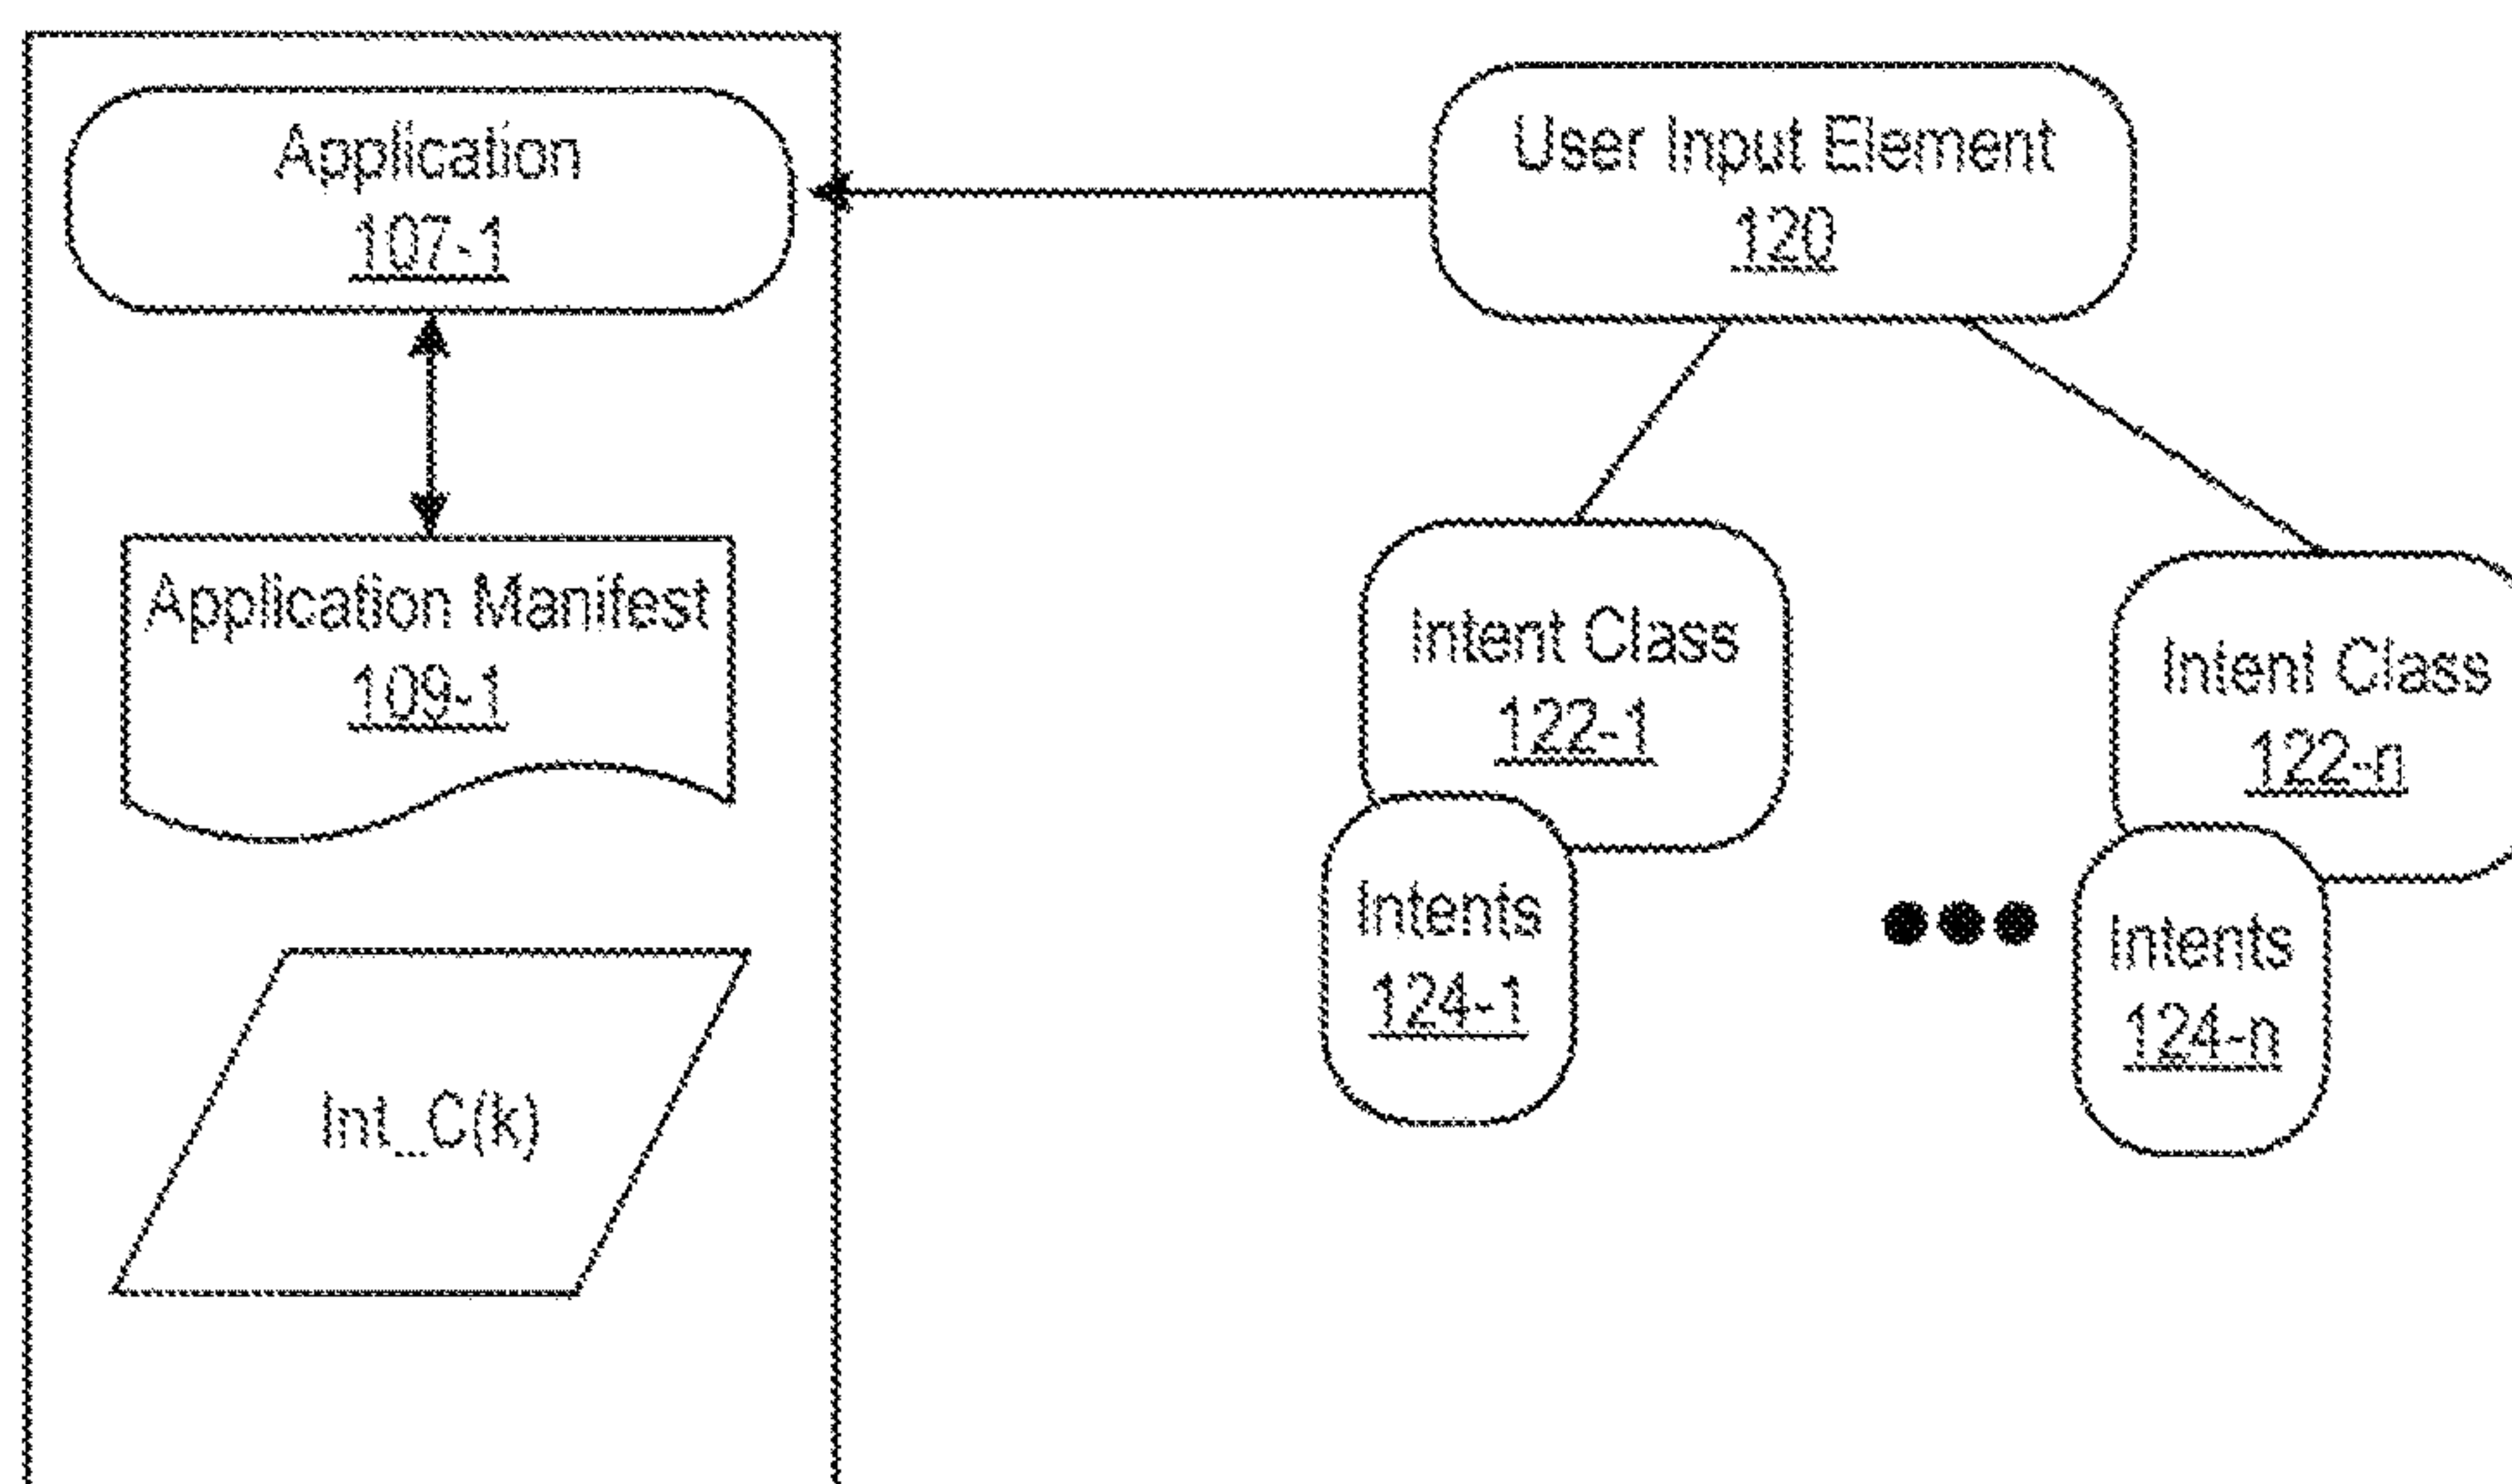 Application
107-1
User Input Element
120
Application Manifest
109-1
Intent Class
122-1
Intent Class
122-n
Intents
124-1
Intents
124-n
Int_C(k)